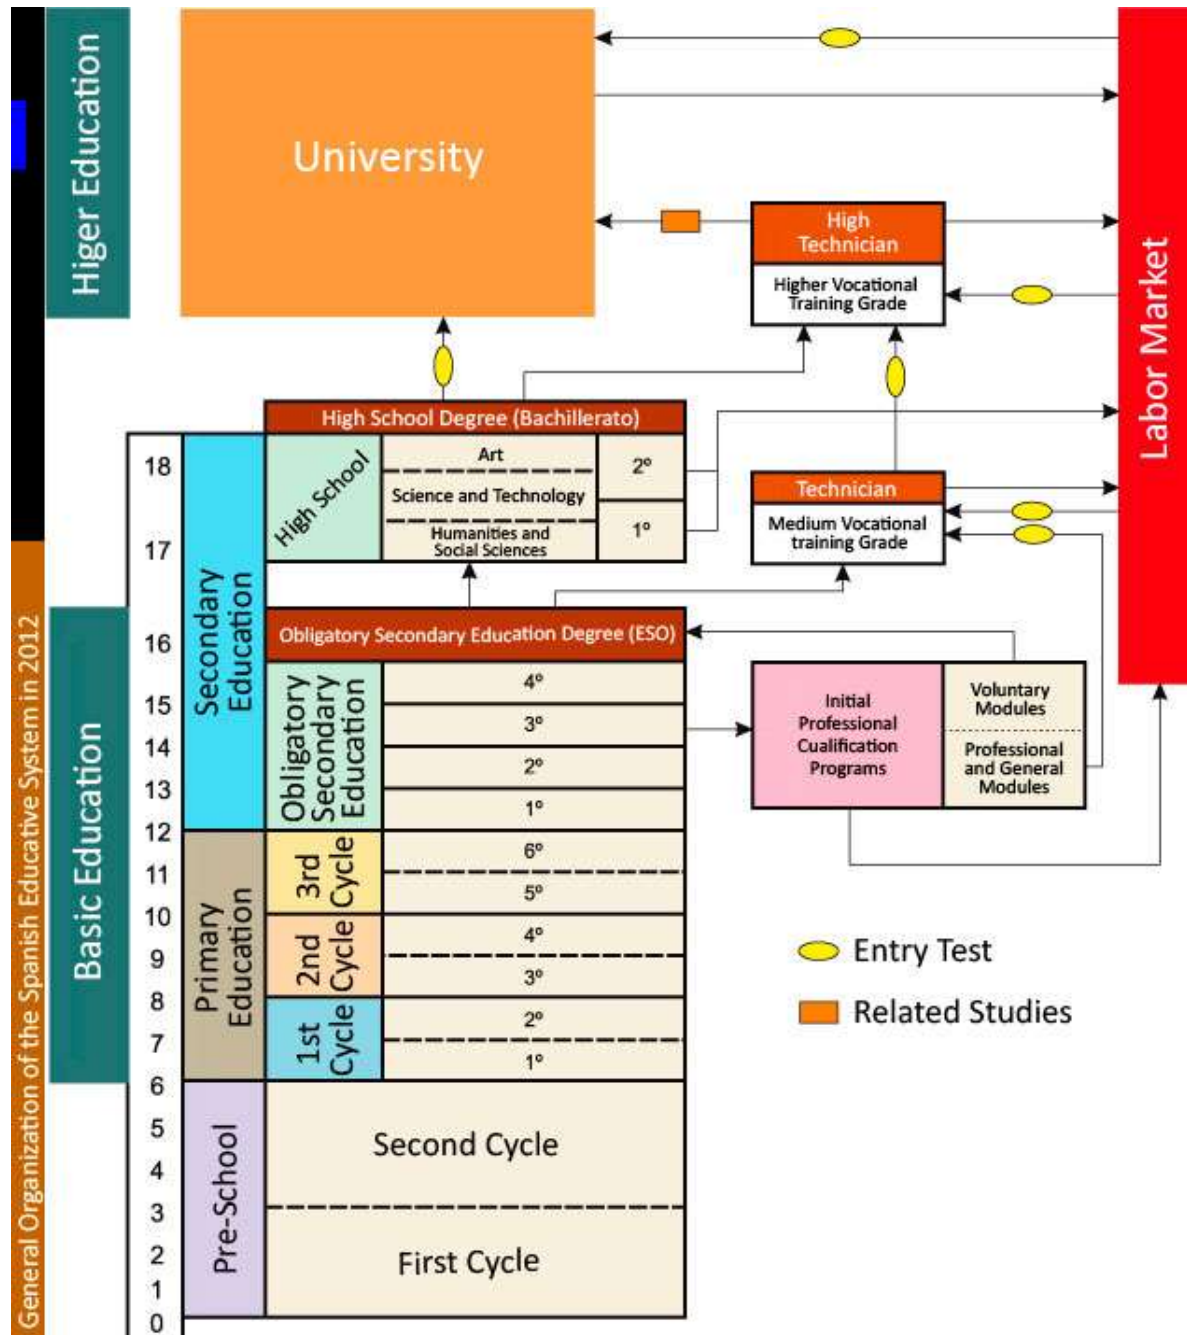 General Organization of the Spanish Educative System in 2012
Higer Education
Basic Education
University
Labor Market
High
Technician
Higher Vocational
Training Grade
High School Degree (Bachillerato)
High School
Art
Science and Technology
Humanities and
Social Sciences
2º
1º
Technician
Medium Vocational
training Grade
Secondary
Education
Obligatory Secondary Education Degree (ESO)
Obligatory
Secondary
Education
4º
3º
2º
1º
Initial
Professional
Cualification
Programs
Voluntary
Modules
Professional
and General
Modules
Primary
Education
3rd
Cycle
6º
5º
2nd
Cycle
4º
3º
1st
Cycle
2º
1º
Pre-School
Second Cycle
First Cycle
18
17
16
15
14
13
12
11
10
9
8
7
6
5
4
3
2
1
0
Entry Test
Related Studies